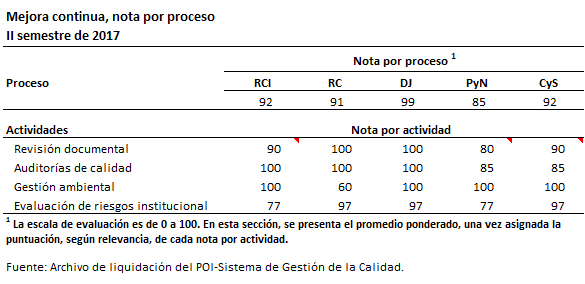 Mejora continua, nota por proceso
II semestre de 2017
Nota por proceso 1
Proceso RCI RC DJ PyN CyS
92 91 99 85 92
Actividades Nota por actividad
Revisión documental 90 100 100 80 90
Auditorías de calidad 100 100 100 85 85
Gestión ambiental 100 60 100 100 100
Evaluación de riesgos institucional 77 97 97 77 97
1 La escala de evaluación es de 0 a 100. En esta sección, se presenta el promedio ponderado, una vez asignada la
puntuación, según relevancia, de cada nota por actividad.
Fuente: Archivo de liquidación del POI-Sistema de Gestión de la Calidad.